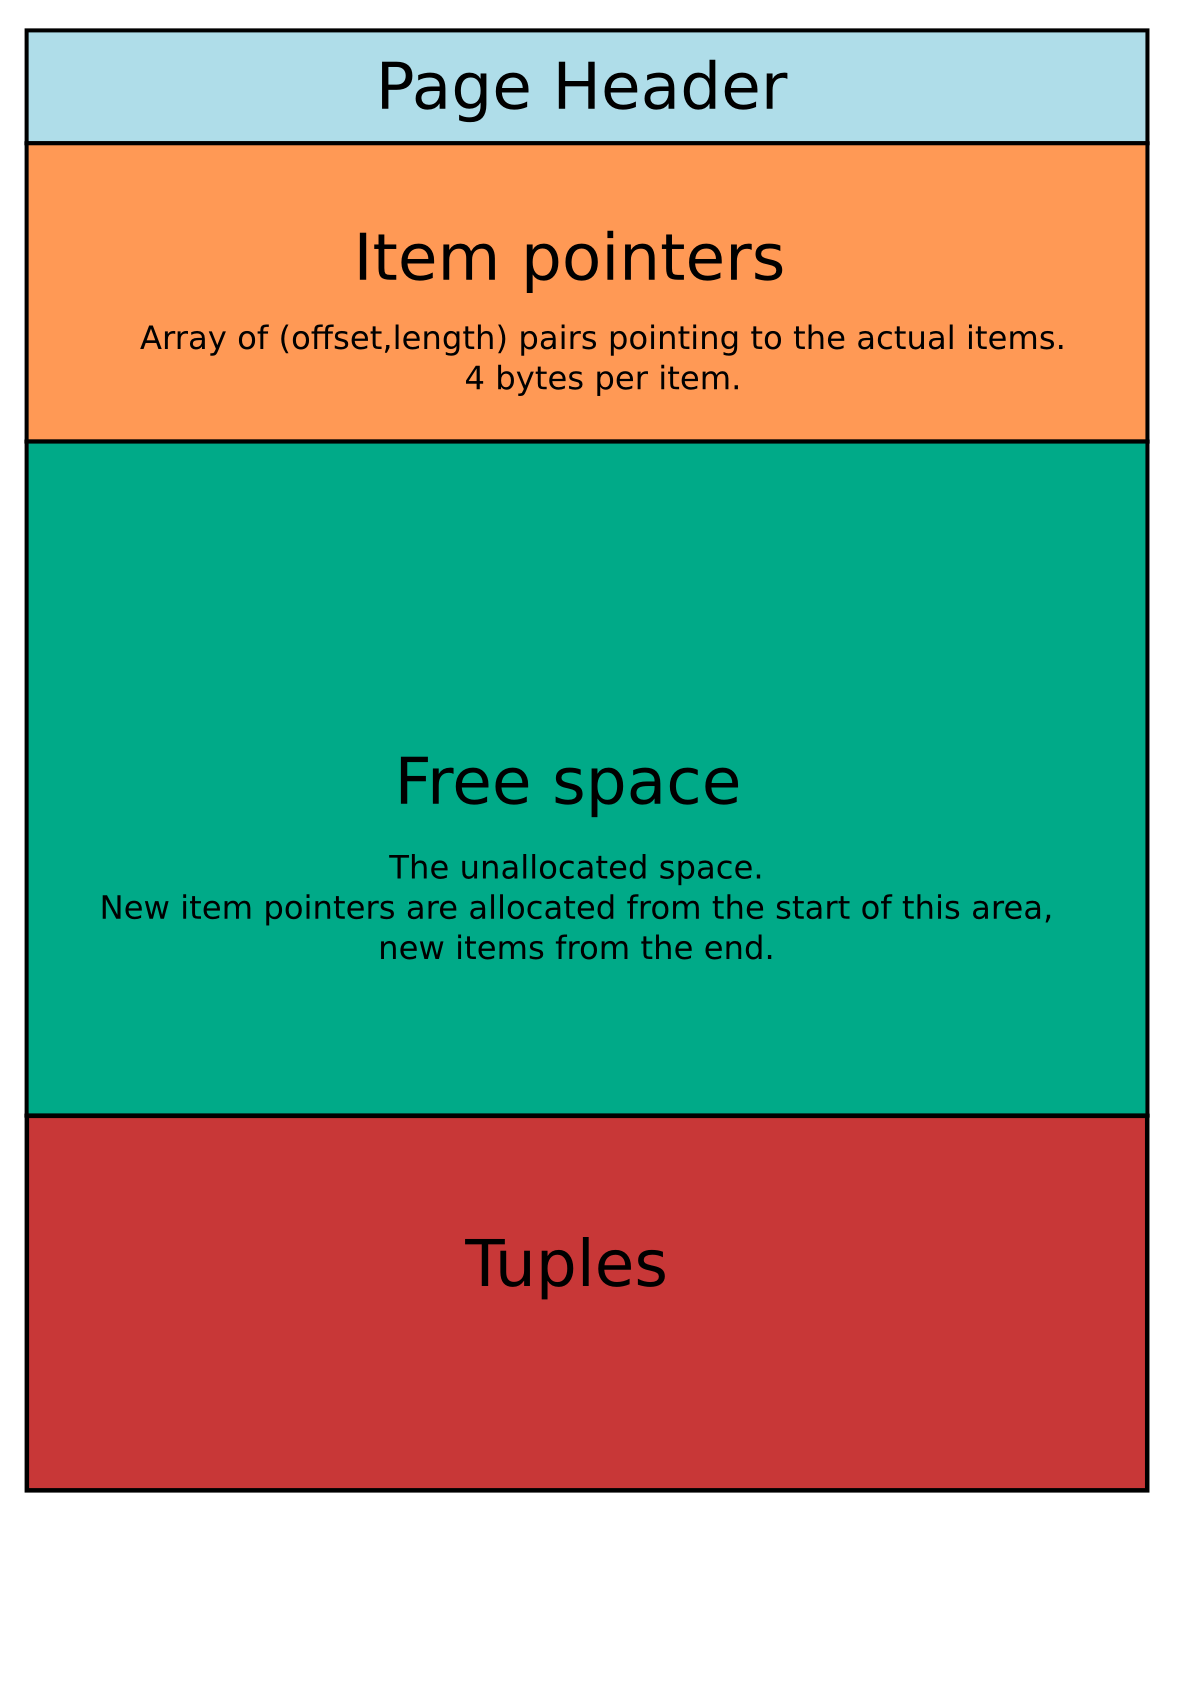 Page Header
Item pointers
Array of (offset,length) pairs pointing to the actual items.
4 bytes per item.
Free space
The unallocated space.
New item pointers are allocated from the start of this area,
new items from the end.
Tuples